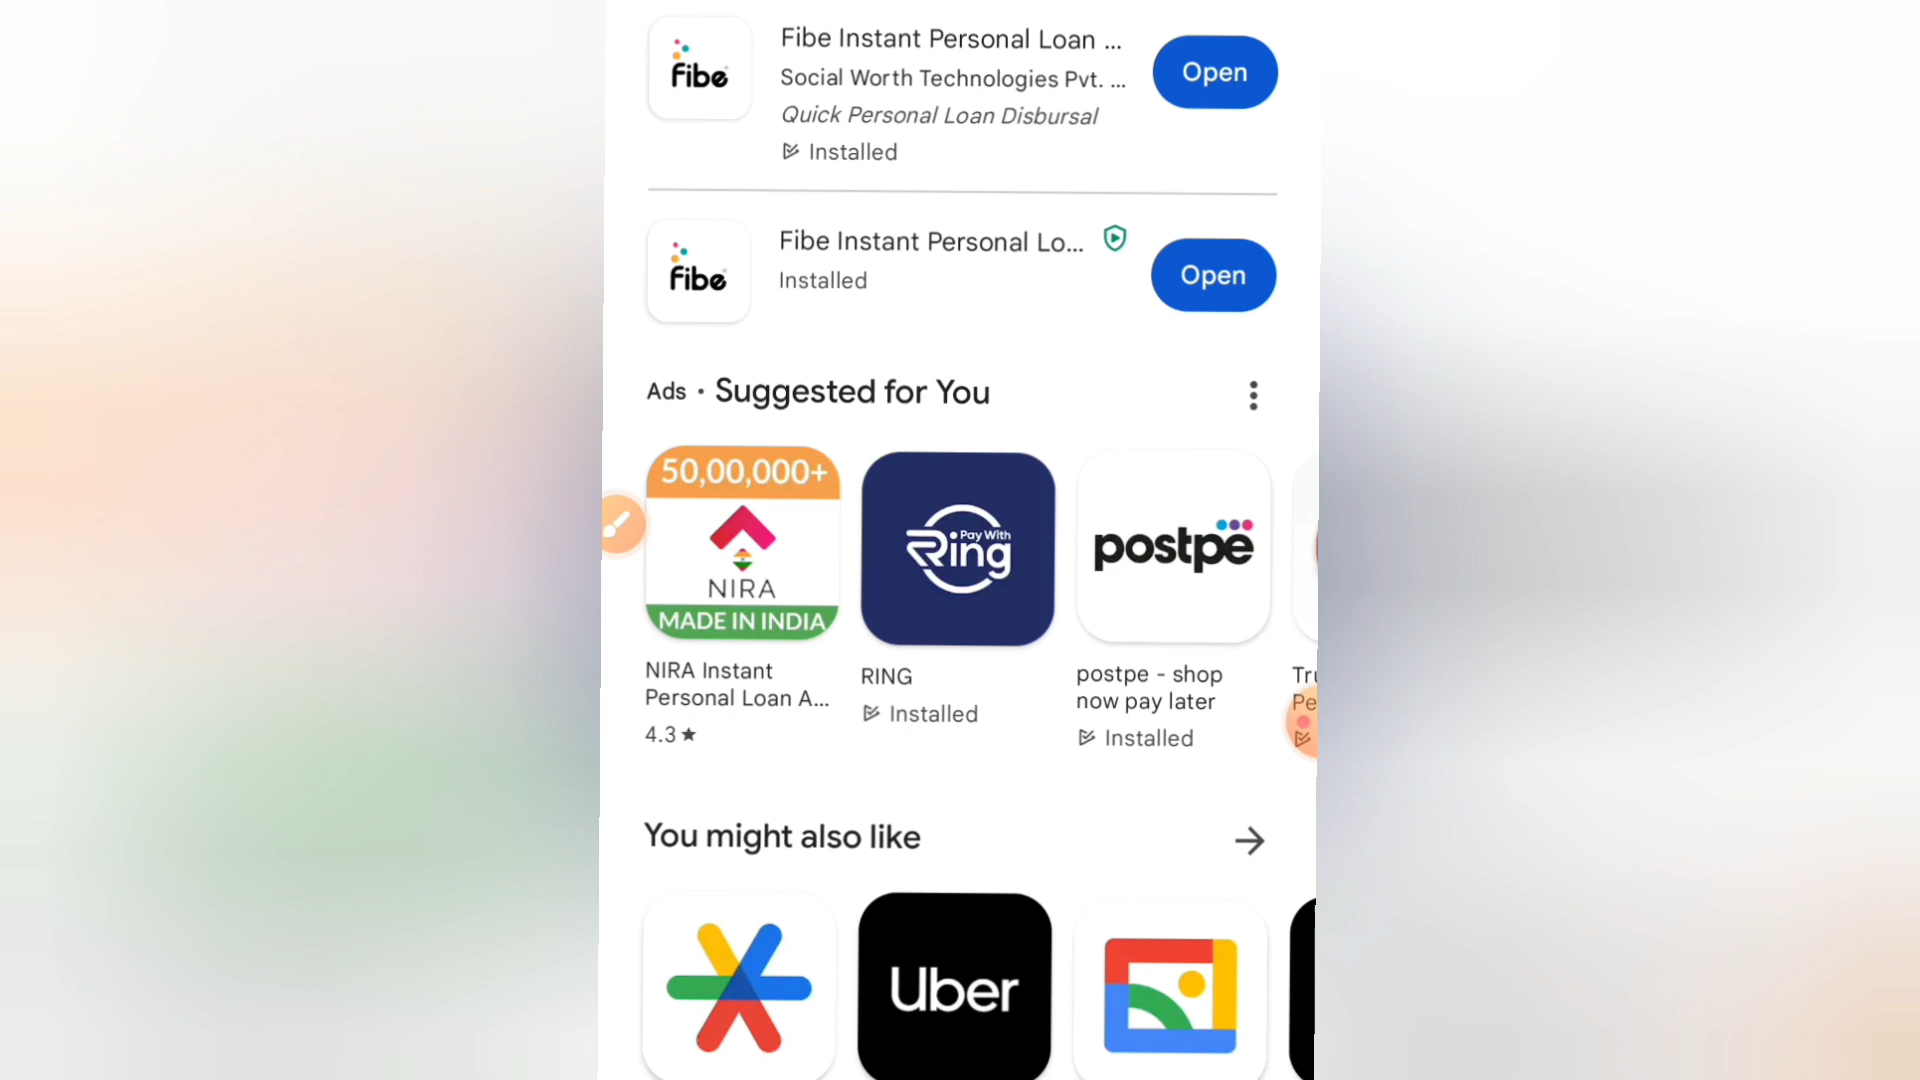 fibe
Fibe Instant Personal Loan ...
Social Worth Technologies Pvt. ...
Quick Personal Loan Disbursal
Installed
Open
fibe
Fibe Instant Personal Lo...
Installed
Open
Ads • Suggested for You
50,00,000+
NIRA
MADE IN INDIA
Pay With
Ring
postpe
NIRA Instant
Personal Loan A...
4.3★
RING
Installed
postpe - shop
now pay later
Installed
Tru
Pe
You might also like
Uber